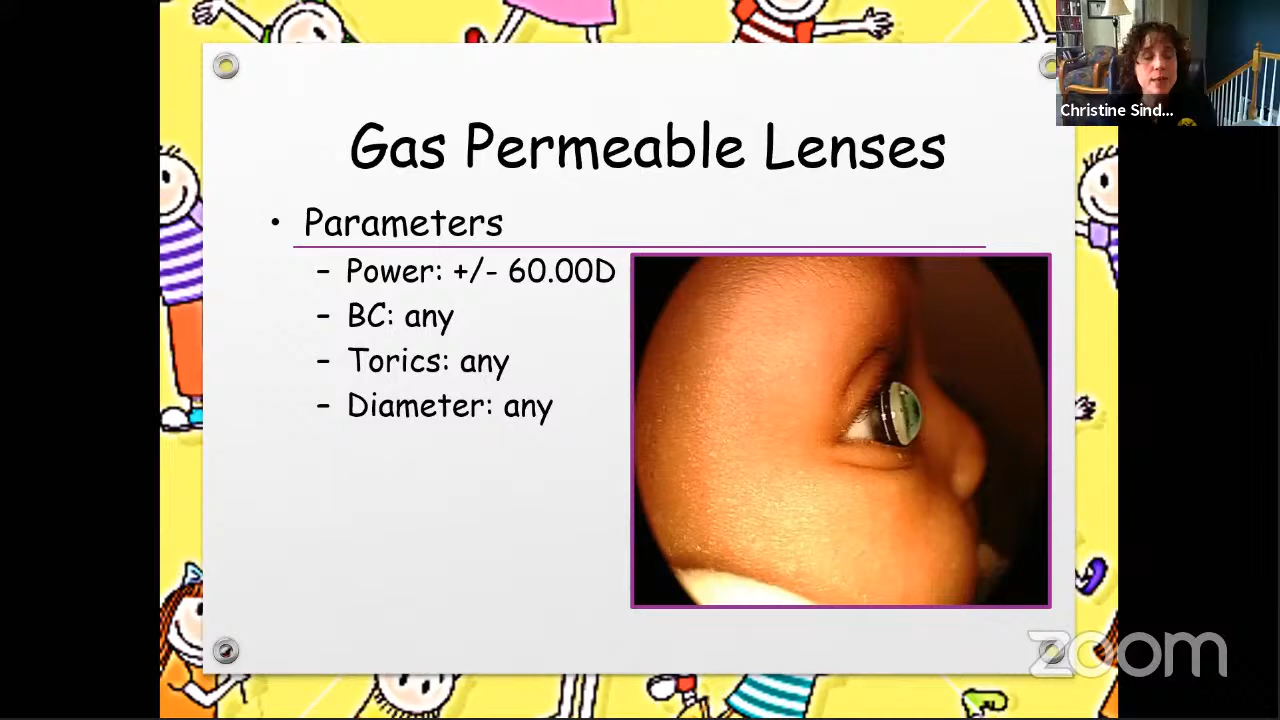 Christine Sind...
Gas Permeable Lenses
• Parameters
– Power: +/- 60.00D
– BC: any
– Torics: any
– Diameter: any
zoom